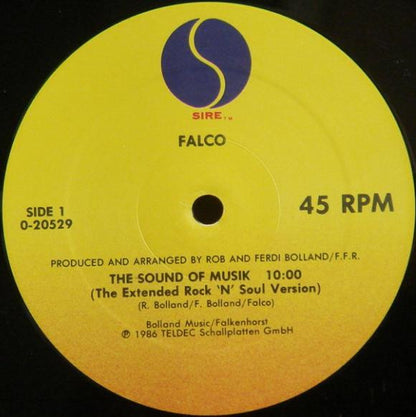 SIRE™
FALCO
SIDE 1
0-20529
45 RPM
PRODUCED AND ARRANGED BY ROB AND FERDI BOLLAND/F.F.R.
THE SOUND OF MUSIK 10:00
(The Extended Rock 'N' Soul Version)
(R. Bolland/F. Bolland/Falco)
Bolland Music/Falkenhorst
℗ 1986 TELDEC Schallplatten GmbH